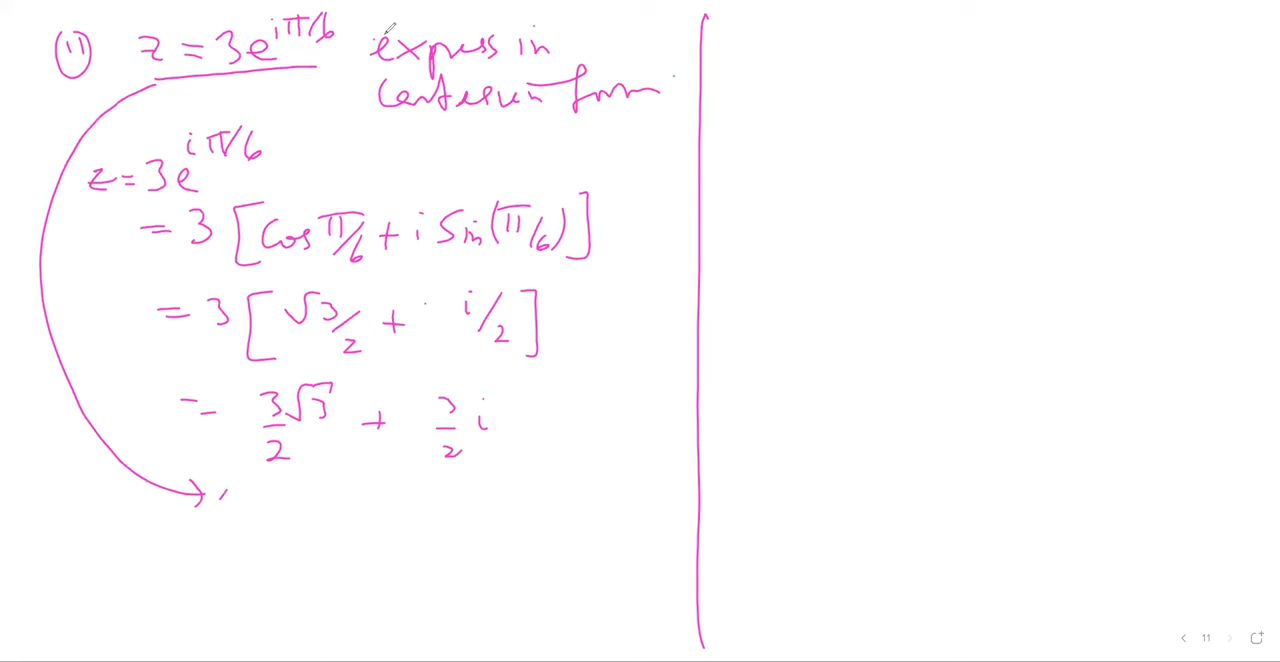 (11) z = 3e^{iπ/6} express in
Cartesian form
z = 3e^{iπ/6}
= 3 [Cos π/6 + i Sin(π/6)]
= 3 [√3/2 + i/2]
= 3√3/2 + 3/2 i
11